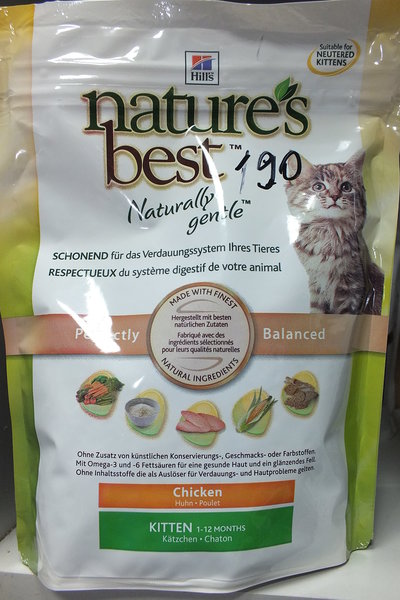 Suitable for
NEUTERED
KITTENS
Hill's
nature's
best™
190
Naturally
gentle™
SCHONEND für das Verdauungssystem Ihres Tieres
RESPECTUEUX du système digestif de votre animal
MADE WITH FINEST
Hergestellt mit besten
natürlichen Zutaten
Fabriqué avec des
ingrédients sélectionnés
pour leurs qualités naturelles
NATURAL INGREDIENTS
Perfectly Balanced
Ohne Zusatz von künstlichen Konservierungs-, Geschmacks- oder Farbstoffen.
Mit Omega-3 und -6 Fettsäuren für eine gesunde Haut und ein glänzendes Fell.
Ohne Inhaltsstoffe die als Auslöser für Verdauungs- und Hautprobleme gelten.
Chicken
Huhn • Poulet
KITTEN 1-12 MONTHS
Kätzchen • Chaton